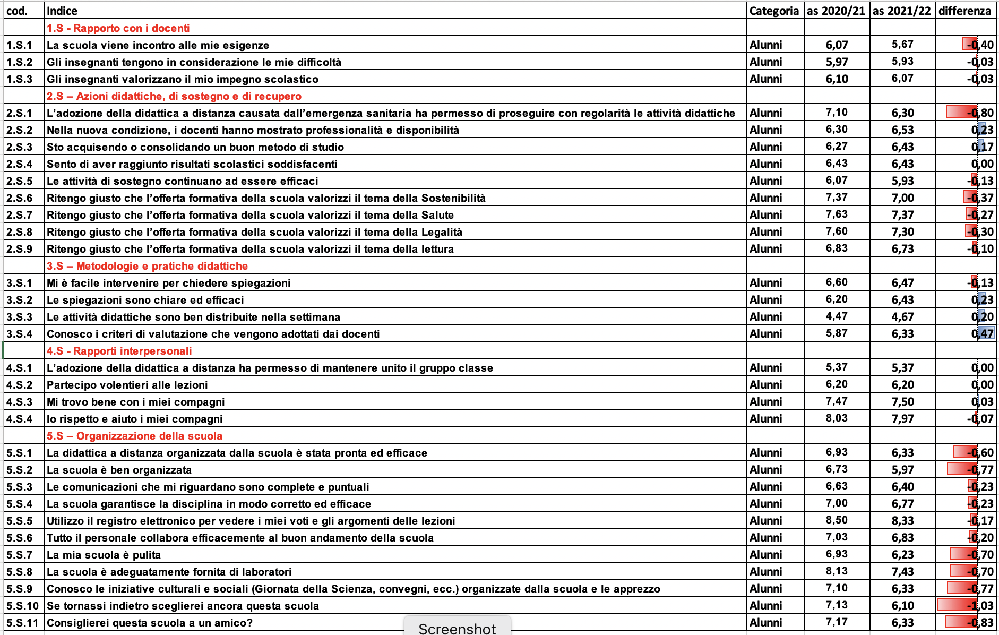 cod. Indice Categoria as 2020/21 as 2021/22 differenza
1.S - Rapporto con i docenti
1.S.1 La scuola viene incontro alle mie esigenze Alunni 6,07 5,67 -0,40
1.S.2 Gli insegnanti tengono in considerazione le mie difficoltà Alunni 5,97 5,93 -0,03
1.S.3 Gli insegnanti valorizzano il mio impegno scolastico Alunni 6,10 6,07 -0,03
2.S – Azioni didattiche, di sostegno e di recupero
2.S.1 L’adozione della didattica a distanza causata dall’emergenza sanitaria ha permesso di proseguire con regolarità le attività didattiche Alunni 7,10 6,30 -0,80
2.S.2 Nella nuova condizione, i docenti hanno mostrato professionalità e disponibilità Alunni 6,30 6,53 0,23
2.S.3 Sto acquisendo o consolidando un buon metodo di studio Alunni 6,27 6,43 0,17
2.S.4 Sento di aver raggiunto risultati scolastici soddisfacenti Alunni 6,43 6,43 0,00
2.S.5 Le attività di sostegno continuano ad essere efficaci Alunni 6,07 5,93 -0,13
2.S.6 Ritengo giusto che l’offerta formativa della scuola valorizzi il tema della Sostenibilità Alunni 7,37 7,00 -0,37
2.S.7 Ritengo giusto che l’offerta formativa della scuola valorizzi il tema della Salute Alunni 7,63 7,37 -0,27
2.S.8 Ritengo giusto che l’offerta formativa della scuola valorizzi il tema della Legalità Alunni 7,60 7,30 -0,30
2.S.9 Ritengo giusto che l’offerta formativa della scuola valorizzi il tema della lettura Alunni 6,83 6,73 -0,10
3.S – Metodologie e pratiche didattiche
3.S.1 Mi è facile intervenire per chiedere spiegazioni Alunni 6,60 6,47 -0,13
3.S.2 Le spiegazioni sono chiare ed efficaci Alunni 6,20 6,43 0,23
3.S.3 Le attività didattiche sono ben distribuite nella settimana Alunni 4,47 4,67 0,20
3.S.4 Conosco i criteri di valutazione che vengono adottati dai docenti Alunni 5,87 6,33 0,47
4.S - Rapporti interpersonali
4.S.1 L’adozione della didattica a distanza ha permesso di mantenere unito il gruppo classe Alunni 5,37 5,37 0,00
4.S.2 Partecipo volentieri alle lezioni Alunni 6,20 6,20 0,00
4.S.3 Mi trovo bene con i miei compagni Alunni 7,47 7,50 0,03
4.S.4 Io rispetto e aiuto i miei compagni Alunni 8,03 7,97 -0,07
5.S – Organizzazione della scuola
5.S.1 La didattica a distanza organizzata dalla scuola è stata pronta ed efficace Alunni 6,93 6,33 -0,60
5.S.2 La scuola è ben organizzata Alunni 6,73 5,97 -0,77
5.S.3 Le comunicazioni che mi riguardano sono complete e puntuali Alunni 6,63 6,40 -0,23
5.S.4 La scuola garantisce la disciplina in modo corretto ed efficace Alunni 7,00 6,77 -0,23
5.S.5 Utilizzo il registro elettronico per vedere i miei voti e gli argomenti delle lezioni Alunni 8,50 8,33 -0,17
5.S.6 Tutto il personale collabora efficacemente al buon andamento della scuola Alunni 7,03 6,83 -0,20
5.S.7 La mia scuola è pulita Alunni 6,93 6,23 -0,70
5.S.8 La scuola è adeguatamente fornita di laboratori Alunni 8,13 7,43 -0,70
5.S.9 Conosco le iniziative culturali e sociali (Giornata della Scienza, convegni, ecc.) organizzate dalla scuola e le apprezzo Alunni 7,10 6,33 -0,77
5.S.10 Se tornassi indietro sceglierei ancora questa scuola Alunni 7,13 6,10 -1,03
5.S.11 Consiglierei questa scuola a un amico? Alunni 7,17 6,33 -0,83
Screenshot